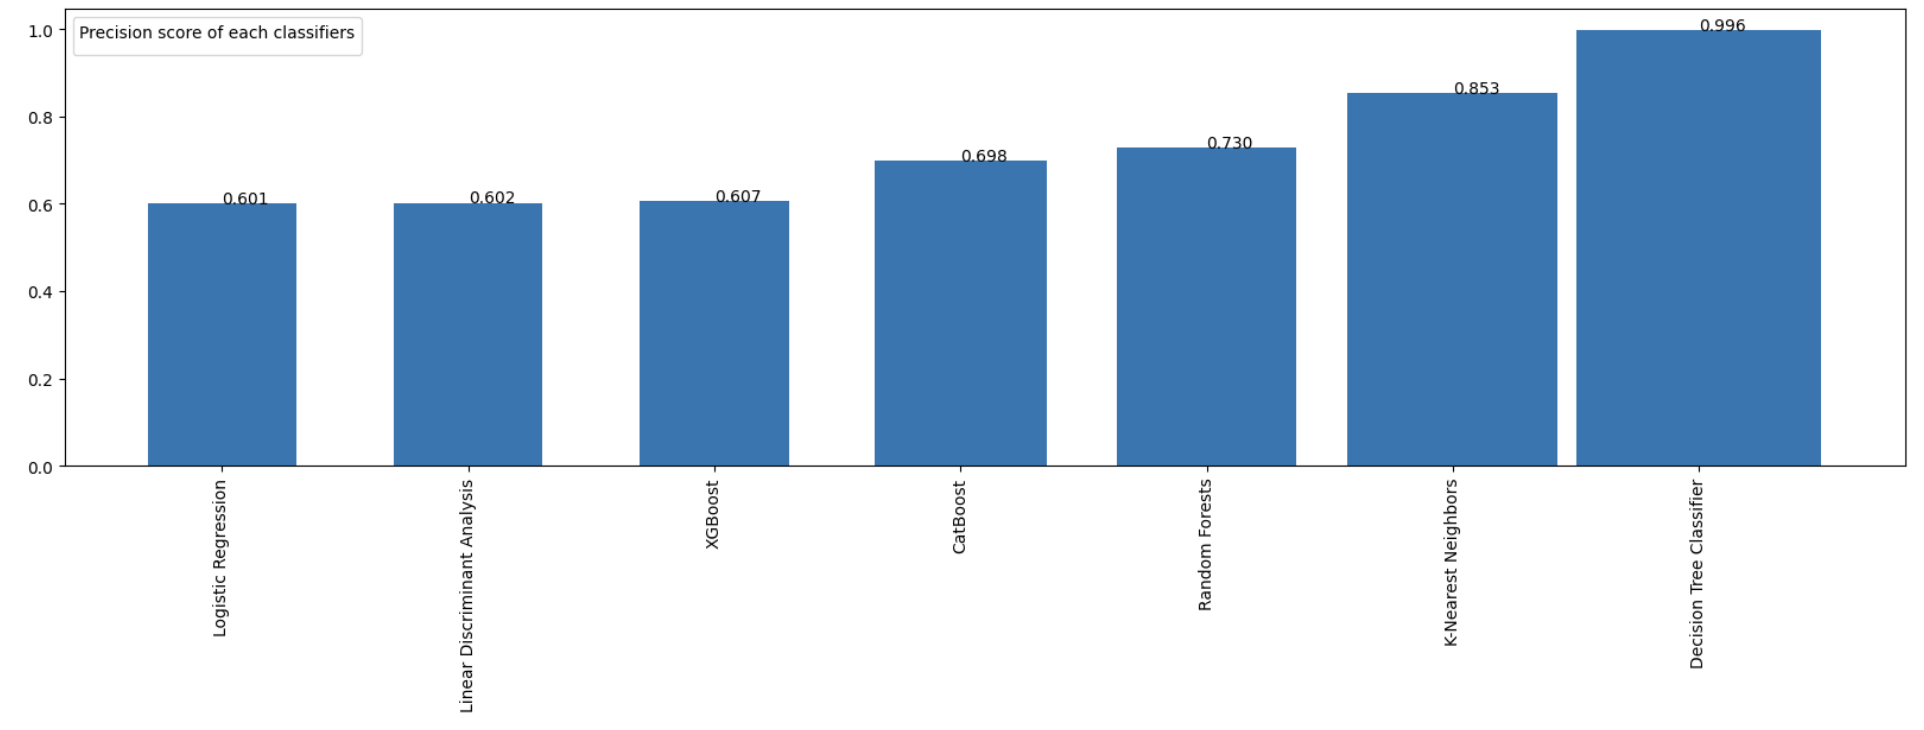 Precision score of each classifiers
1.0
0.8
0.6
0.4
0.2
0.0
0.601
0.602
0.607
0.698
0.730
0.853
0.996
Logistic Regression
Linear Discriminant Analysis
XGBoost
CatBoost
Random Forests
K-Nearest Neighbors
Decision Tree Classifier